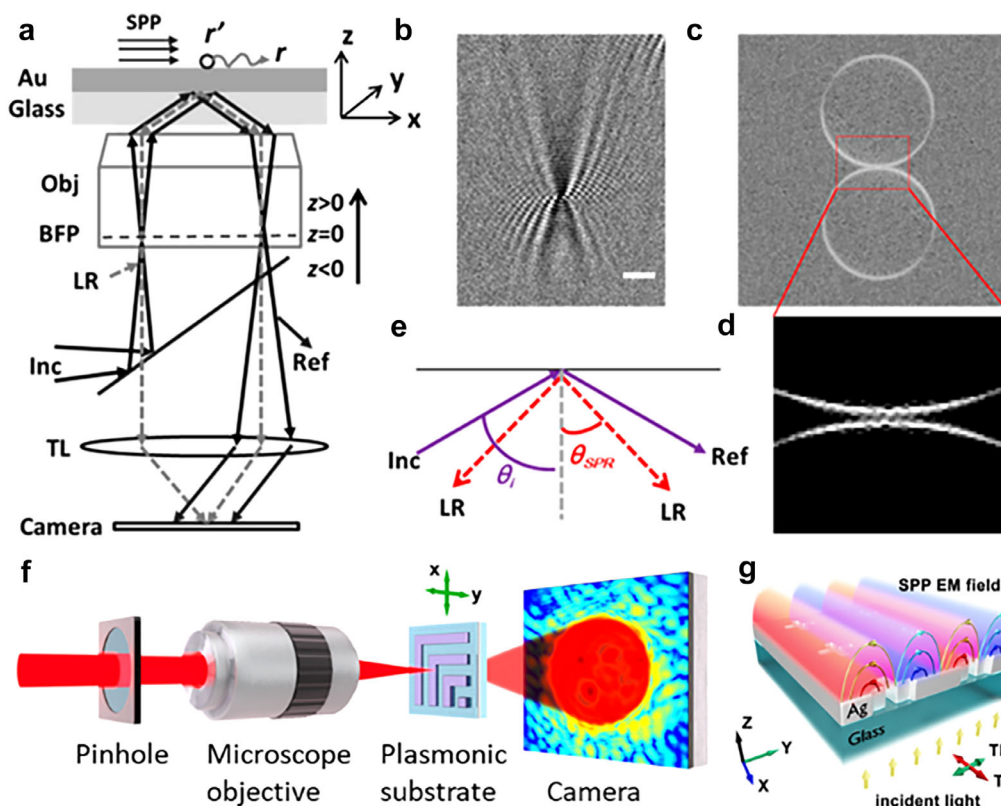 a
SPP
r'
r
Au
Glass
z
y
x
Obj
BFP
z>0
z=0
z<0
LR
Inc
Ref
TL
Camera
b
c
d
e
Inc
θi
θSPR
Ref
LR
LR
f
x
y
Pinhole
Microscope
objective
Plasmonic
substrate
Camera
g
SPP EM field
Ag
Glass
Z
Y
X
incident light